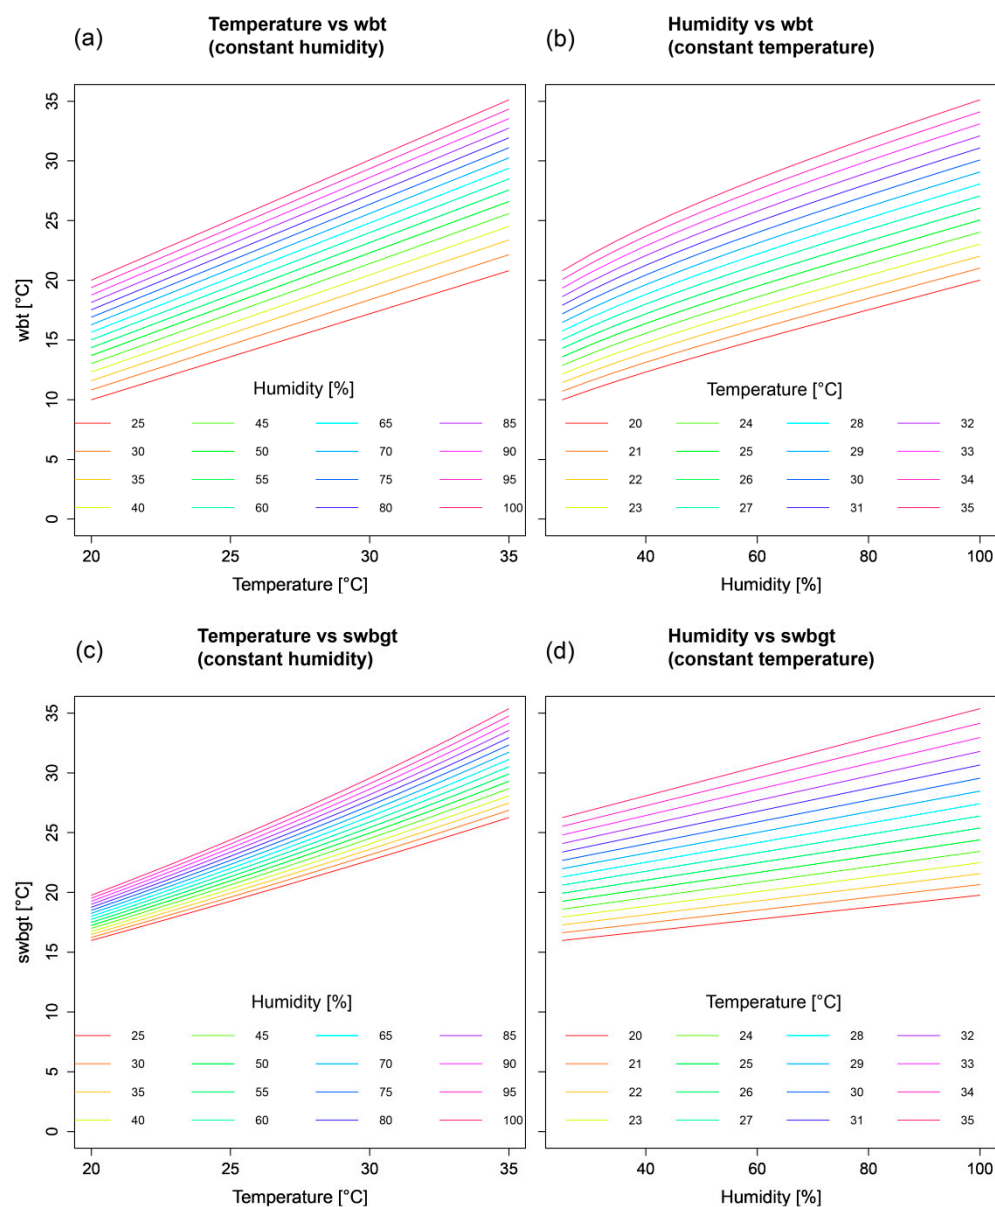 (a)
Temperature vs wbt
(constant humidity)
(b)
Humidity vs wbt
(constant temperature)
wbt [°C]
35
30
25
20
15
10
5
0
Humidity [%]
25 45 65 85
30 50 70 90
35 55 75 95
40 60 80 100
20 25 30 35
Temperature [°C]
Temperature [°C]
20 24 28 32
21 25 29 33
22 26 30 34
23 27 31 35
40 60 80 100
Humidity [%]
(c)
Temperature vs swbgt
(constant humidity)
(d)
Humidity vs swbgt
(constant temperature)
swbgt [°C]
35
30
25
20
15
10
5
0
Humidity [%]
25 45 65 85
30 50 70 90
35 55 75 95
40 60 80 100
20 25 30 35
Temperature [°C]
Temperature [°C]
20 24 28 32
21 25 29 33
22 26 30 34
23 27 31 35
40 60 80 100
Humidity [%]